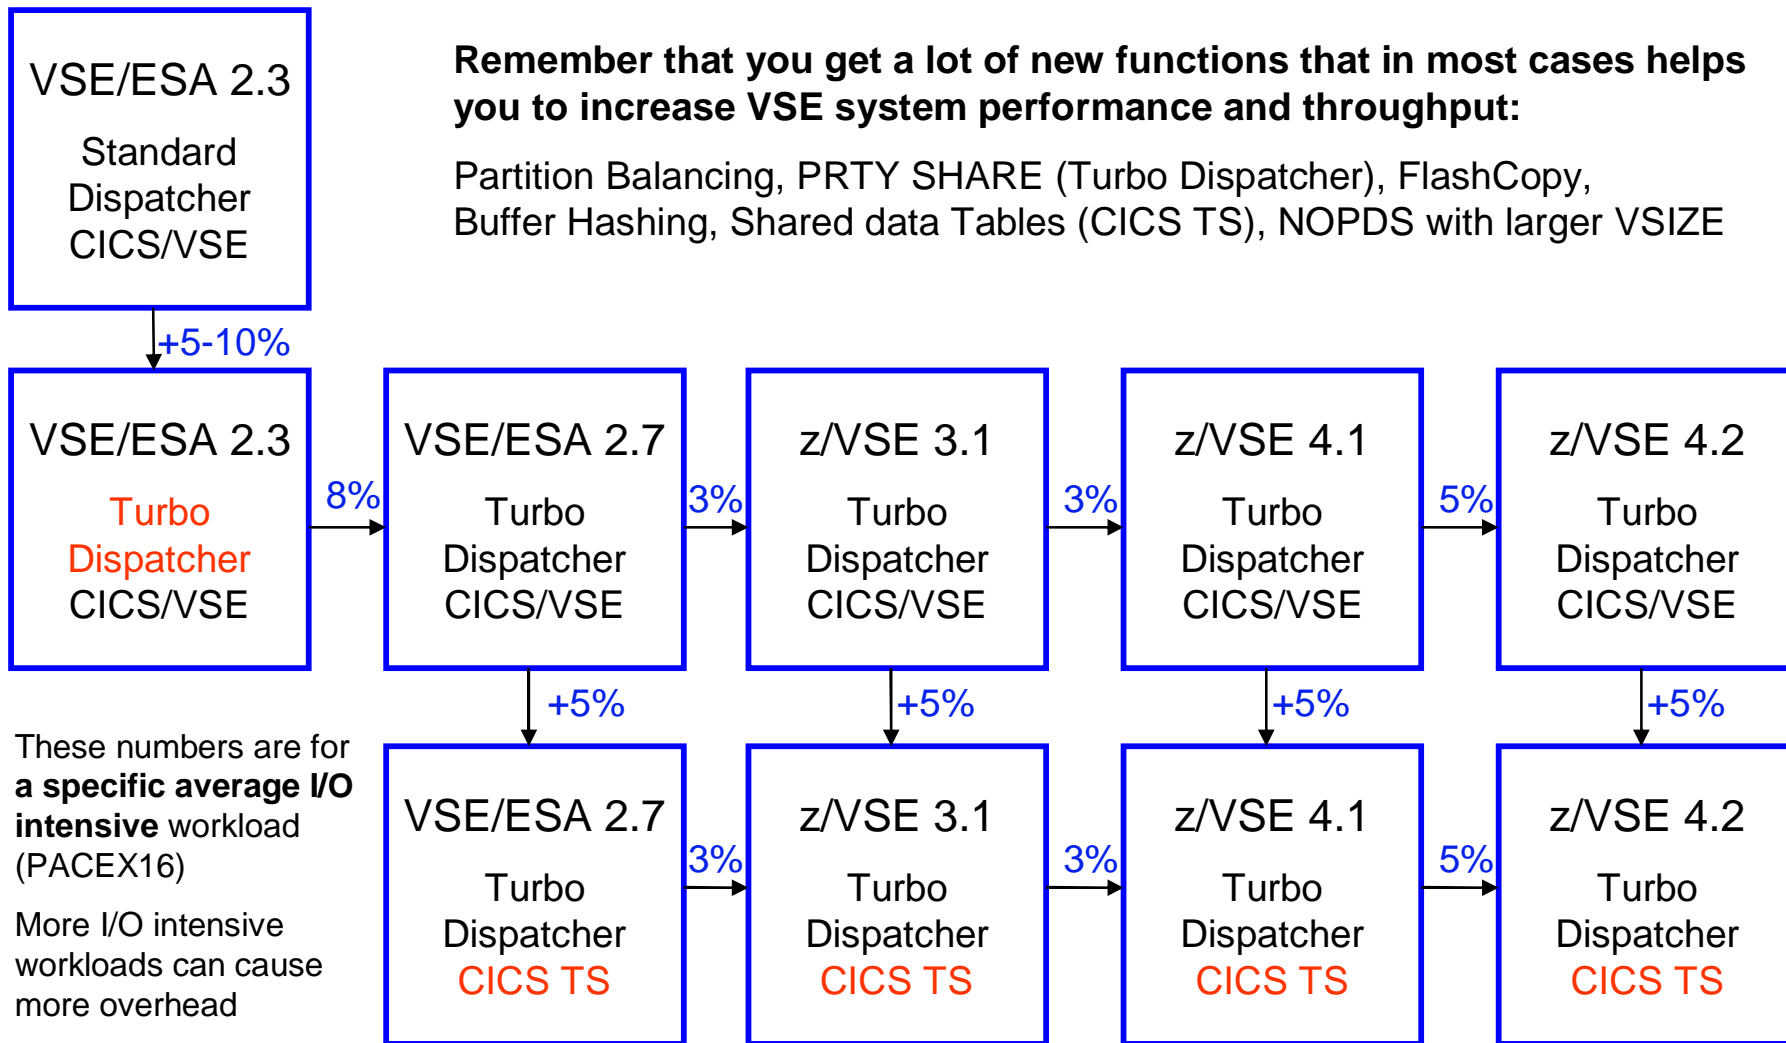 VSE/ESA 2.3
Standard
Dispatcher
CICS/VSE
Remember that you get a lot of new functions that in most cases helps
you to increase VSE system performance and throughput:
Partition Balancing, PRTY SHARE (Turbo Dispatcher), FlashCopy,
Buffer Hashing, Shared data Tables (CICS TS), NOPDS with larger VSIZE
+5-10%
VSE/ESA 2.3
Turbo
Dispatcher
CICS/VSE
8%
VSE/ESA 2.7
Turbo
Dispatcher
CICS/VSE
3%
z/VSE 3.1
Turbo
Dispatcher
CICS/VSE
3%
z/VSE 4.1
Turbo
Dispatcher
CICS/VSE
5%
z/VSE 4.2
Turbo
Dispatcher
CICS/VSE
+5%
+5%
+5%
+5%
These numbers are for
a specific average I/O
intensive workload
(PACEX16)
More I/O intensive
workloads can cause
more overhead
VSE/ESA 2.7
Turbo
Dispatcher
CICS TS
3%
z/VSE 3.1
Turbo
Dispatcher
CICS TS
3%
z/VSE 4.1
Turbo
Dispatcher
CICS TS
5%
z/VSE 4.2
Turbo
Dispatcher
CICS TS